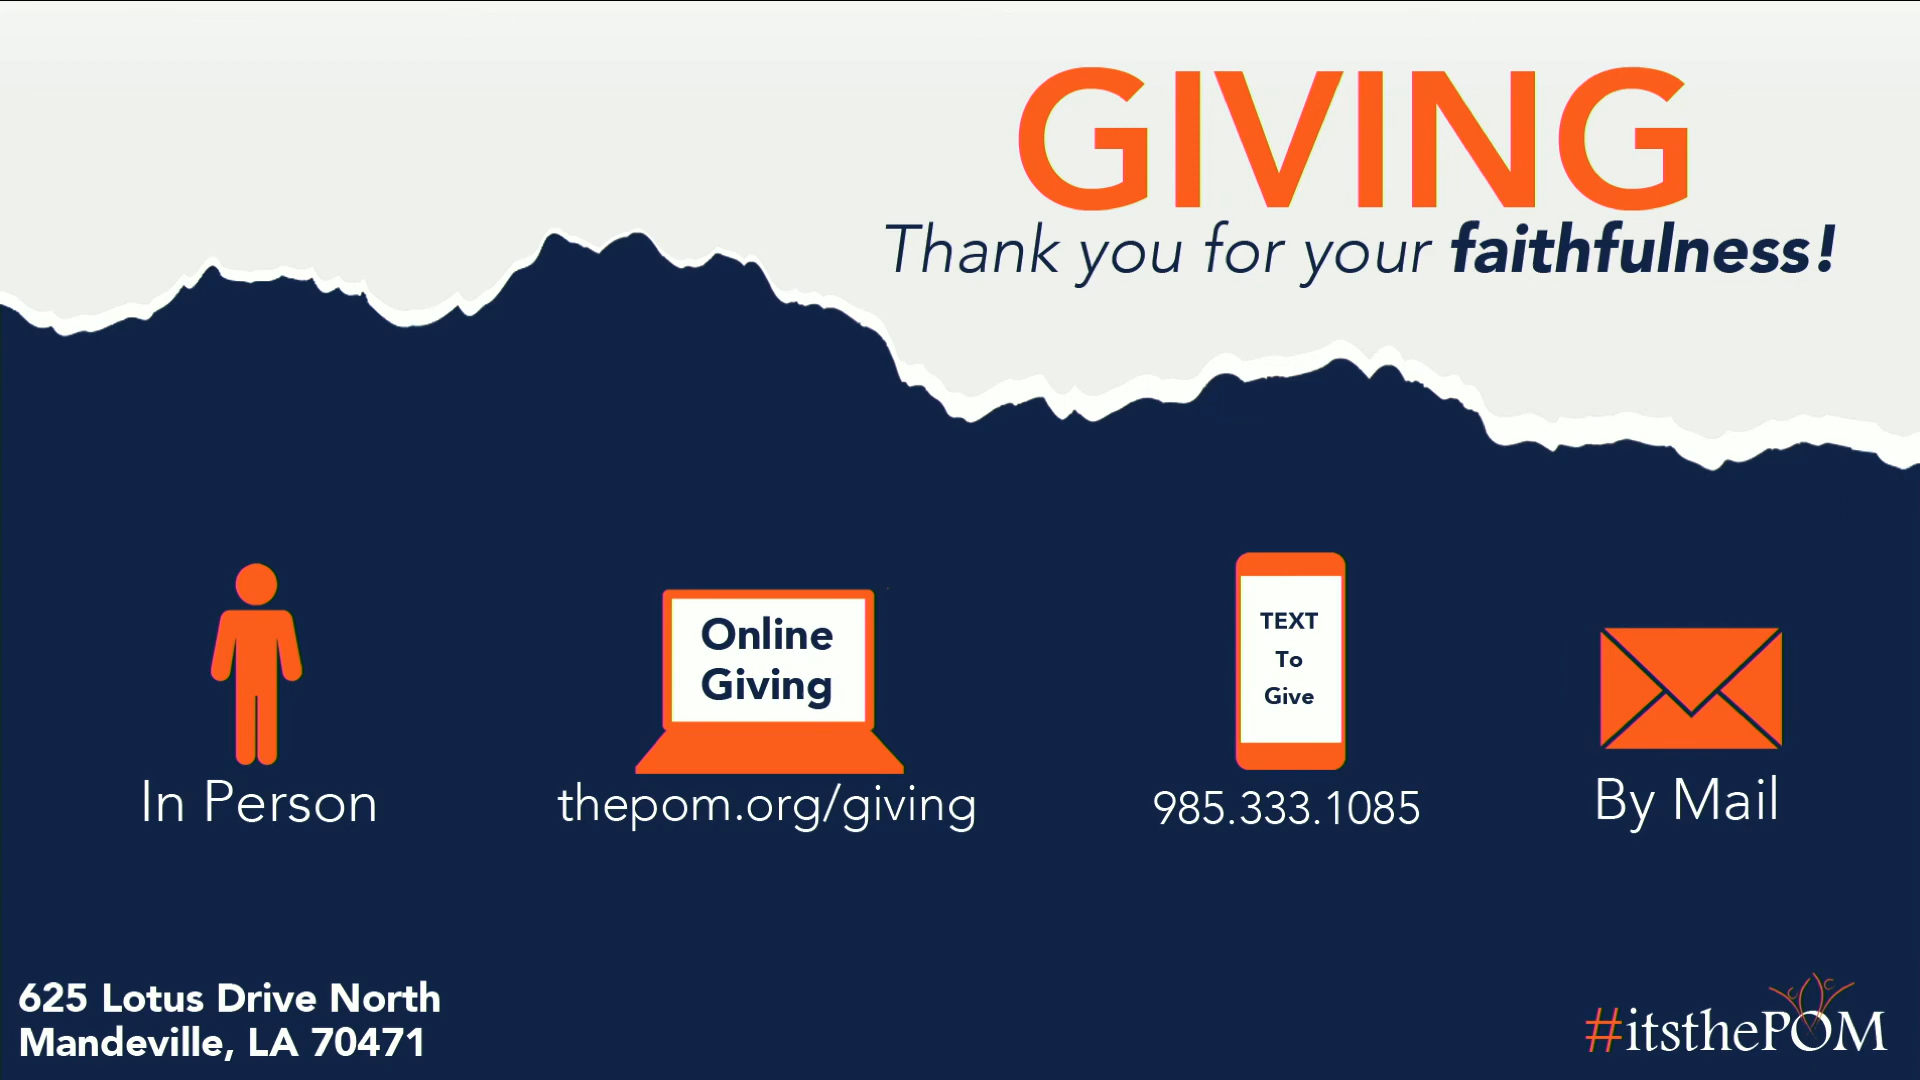 GIVING
Thank you for your faithfulness!
Online
Giving
TEXT
To
Give
In Person
thepom.org/giving
985.333.1085
By Mail
625 Lotus Drive North
Mandeville, LA 70471
#itsthePOM